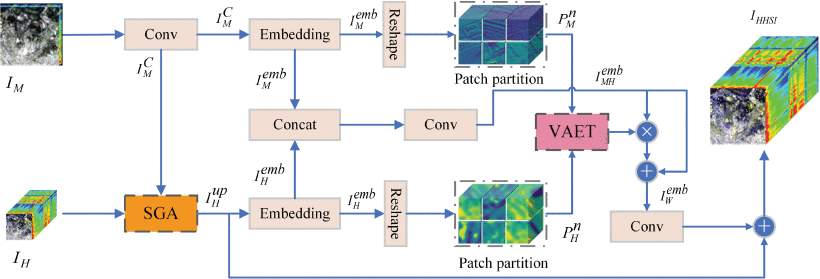 I_M
Conv
I_M^C
I_M^C
Embedding
I_M^emb
I_M^emb
Reshape
Patch partition
P_M^n
I_HHSI
Concat
Conv
I_MH^emb
VAET
×
+
I_H
SGA
I_H^up
I_H^emb
Embedding
I_H^emb
Reshape
Patch partition
P_H^n
I_W^emb
Conv
+